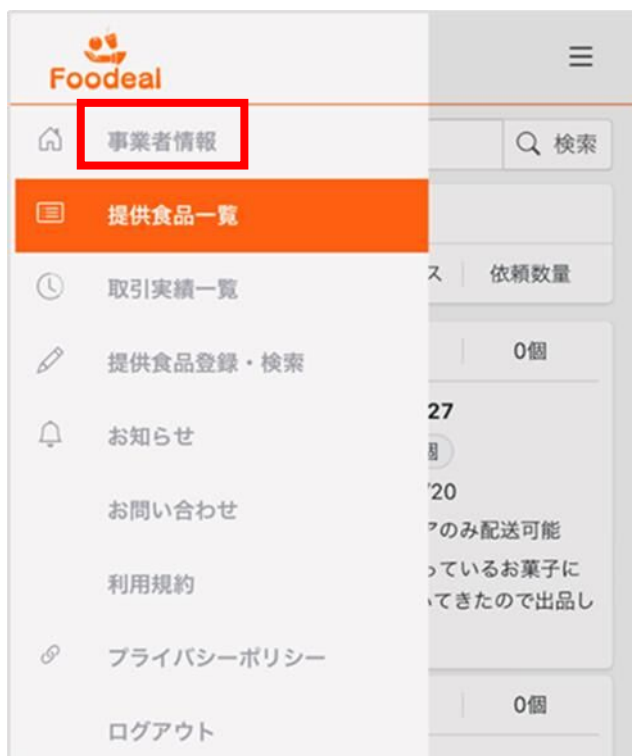 Foodeal
事業者情報
検索
提供食品一覧
ス 依頼数量
取引実績一覧
0個
提供食品登録・検索
27
お知らせ
個
/20
お問い合わせ
アのみ配送可能
っているお菓子に
利用規約
いてきたので出品し
プライバシーポリシー
0個
ログアウト